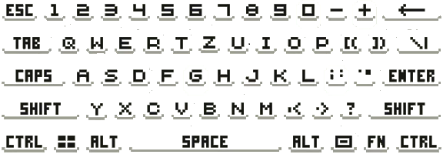 ESC 1 2 3 4 5 6 7 8 9 0 - + ←
TAB Q W E R T Z U I O P [( ]) \|
CAPS A S D F G H J K L ;: '" ENTER
SHIFT Y X C V B N M ,< .> ? SHIFT
CTRL ALT SPACE ALT FN CTRL